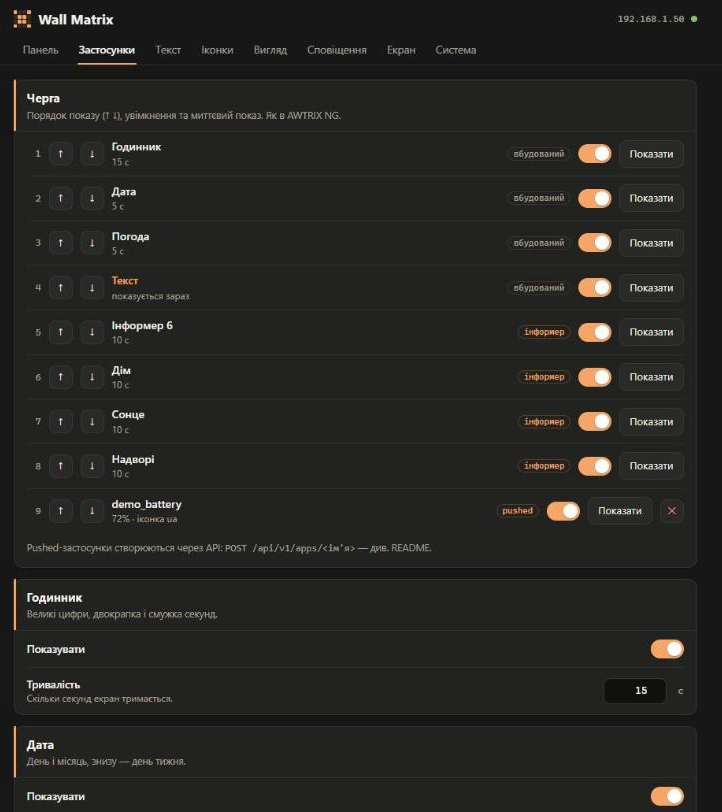 Wall Matrix
192.168.1.50
Панель Застосунки Текст Іконки Вигляд Сповіщення Екран Система
Черга
Порядок показу (↑ ↓), увімкнення та миттєвий показ. Як в AWTRIX NG.
1 ↑ ↓ Годинник вбудований Показати
15 с
2 ↑ ↓ Дата вбудований Показати
5 с
3 ↑ ↓ Погода вбудований Показати
5 с
4 ↑ ↓ Текст вбудований Показати
показується зараз
5 ↑ ↓ Інформер 6 інформер Показати
10 с
6 ↑ ↓ Дім інформер Показати
10 с
7 ↑ ↓ Сонце інформер Показати
10 с
8 ↑ ↓ Надворі інформер Показати
10 с
9 ↑ ↓ demo_battery pushed Показати ✕
72% · іконка ua
Pushed-застосунки створюються через API: POST /api/v1/apps/<ім'я> — див. README.
Годинник
Великі цифри, двокрапка і смужка секунд.
Показувати
Тривалість 15 с
Скільки секунд екран тримається.
Дата
День і місяць, знизу — день тижня.
Показувати